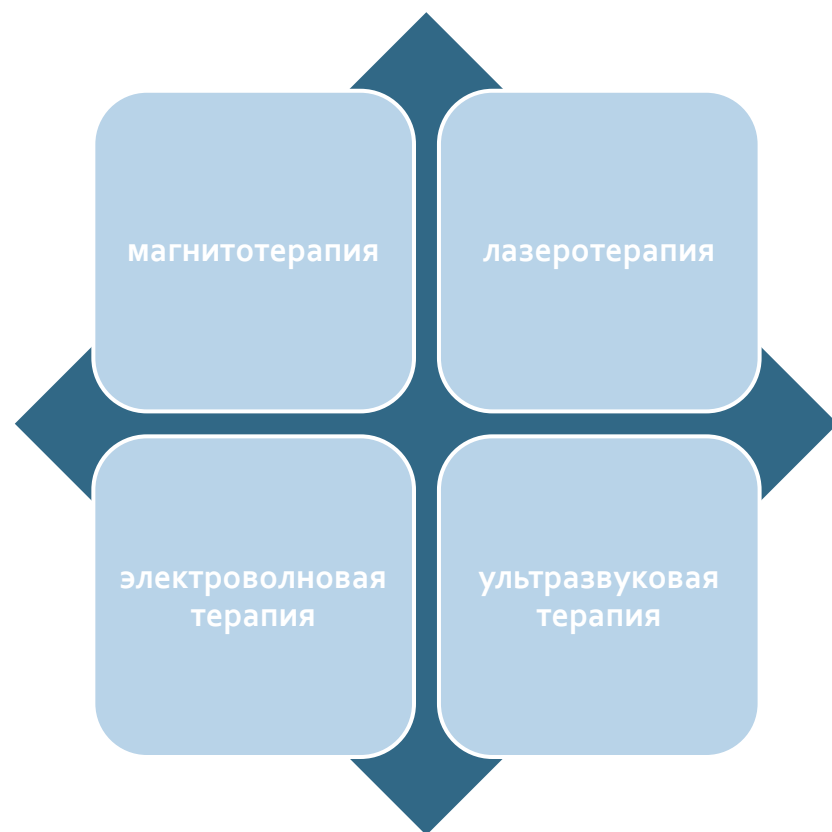 магнитотерапия
лазеротерапия
электроволновая
терапия
ультразвуковая
терапия